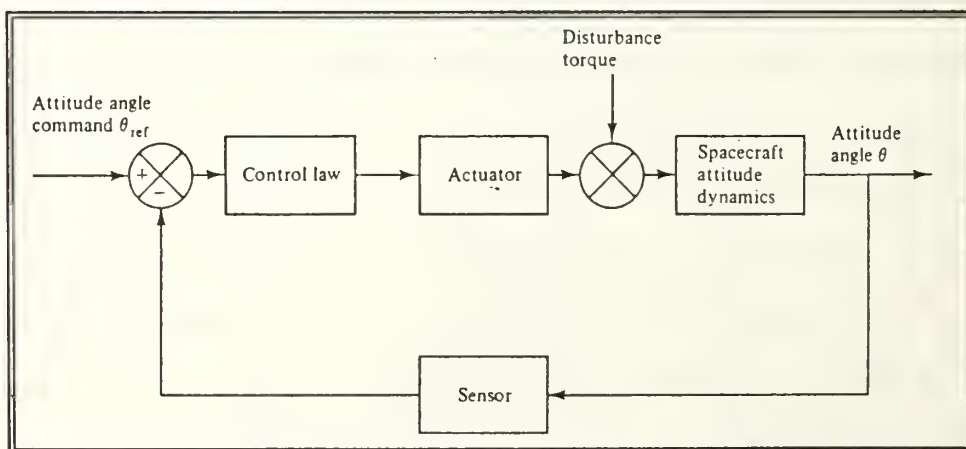 Disturbance
torque
Attitude angle
command θref
Attitude
angle θ
+
−
Control law
Actuator
Spacecraft
attitude
dynamics
Sensor